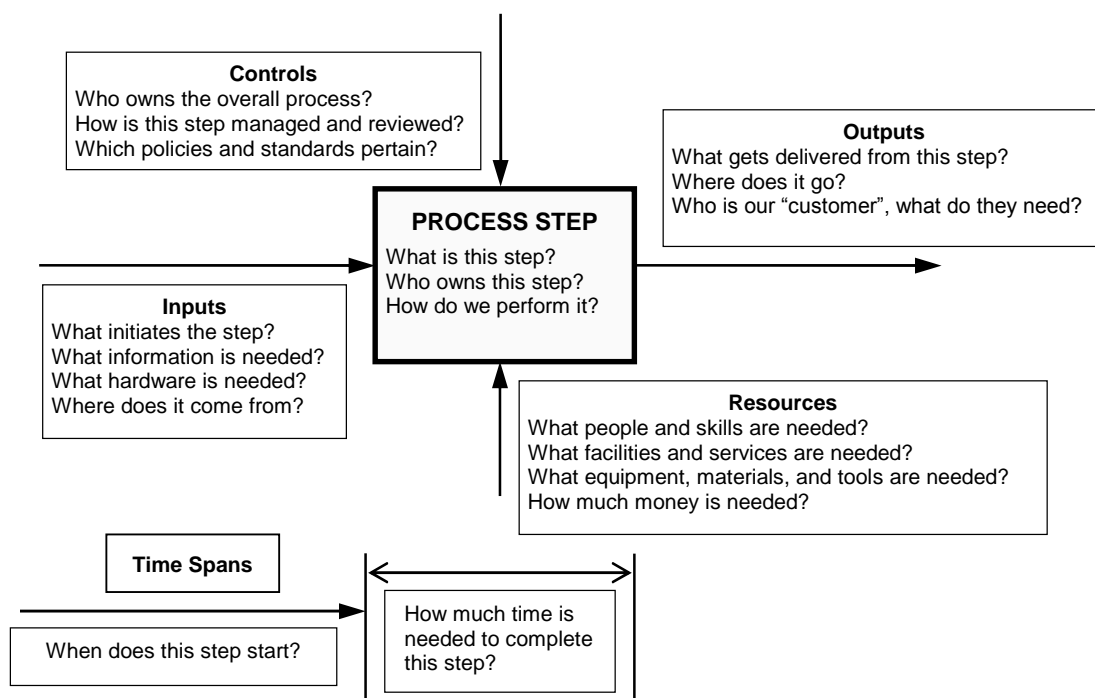 Controls
Who owns the overall process?
How is this step managed and reviewed?
Which policies and standards pertain?
Outputs
What gets delivered from this step?
Where does it go?
Who is our “customer”, what do they need?
PROCESS STEP
What is this step?
Who owns this step?
How do we perform it?
Inputs
What initiates the step?
What information is needed?
What hardware is needed?
Where does it come from?
Resources
What people and skills are needed?
What facilities and services are needed?
What equipment, materials, and tools are needed?
How much money is needed?
Time Spans
When does this step start?
How much time is
needed to complete
this step?